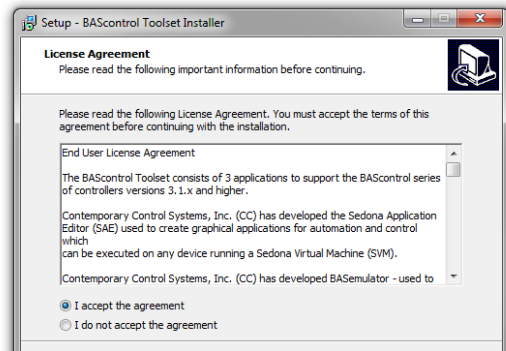 Setup - BAScontrol Toolset Installer
License Agreement
Please read the following important information before continuing.
Please read the following License Agreement. You must accept the terms of this
agreement before continuing with the installation.
End User License Agreement
The BAScontrol Toolset consists of 3 applications to support the BAScontrol series
of controllers versions 3.1.x and higher.
Contemporary Control Systems, Inc. (CC) has developed the Sedona Application
Editor (SAE) used to create graphical applications for automation and control
which
can be executed on any device running a Sedona Virtual Machine (SVM).
Contemporary Control Systems, Inc. (CC) has developed BASemulator - used to
I accept the agreement
I do not accept the agreement